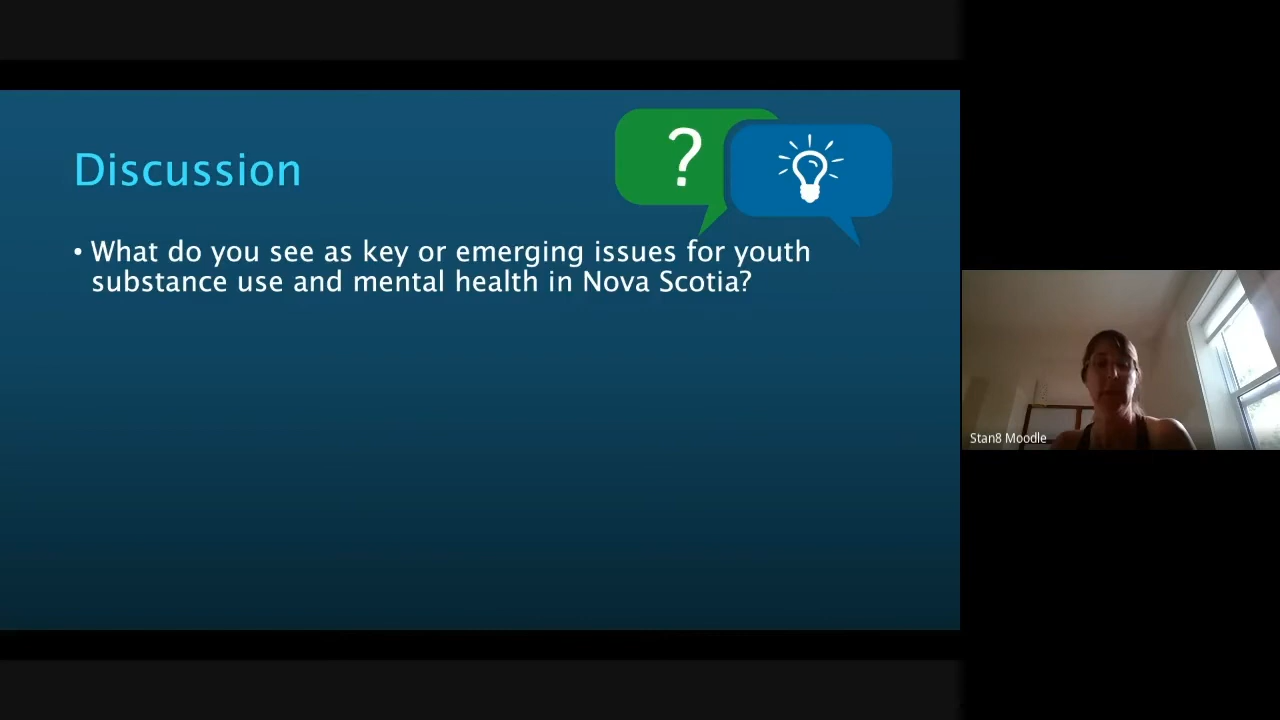 Discussion
?
• What do you see as key or emerging issues for youth
substance use and mental health in Nova Scotia?
Stan8 Moodle